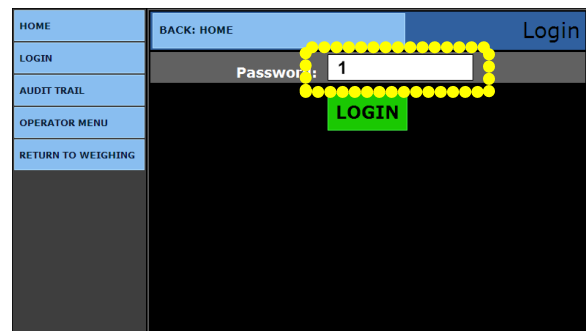 HOME
LOGIN
AUDIT TRAIL
OPERATOR MENU
RETURN TO WEIGHING
BACK: HOME
Login
Password:
1
LOGIN